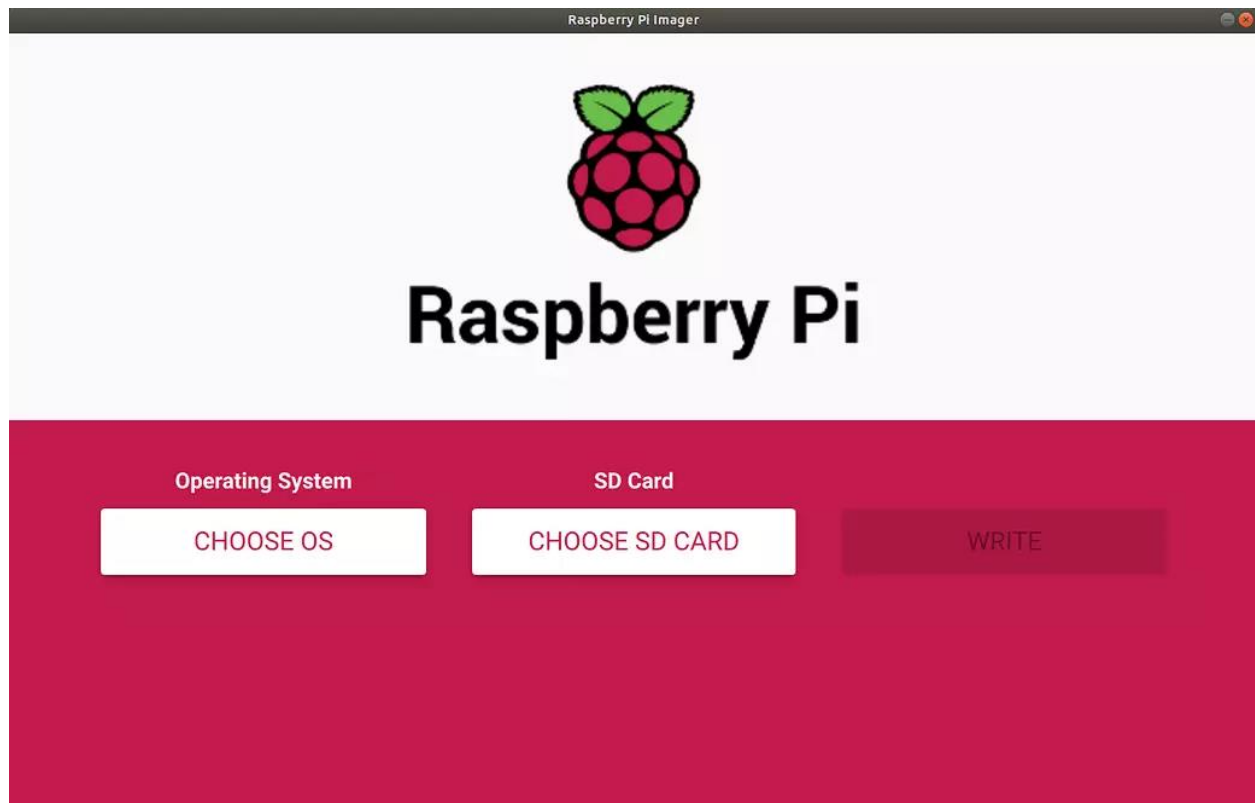 Raspberry Pi Imager
Raspberry Pi
Operating System
SD Card
CHOOSE OS
CHOOSE SD CARD
WRITE